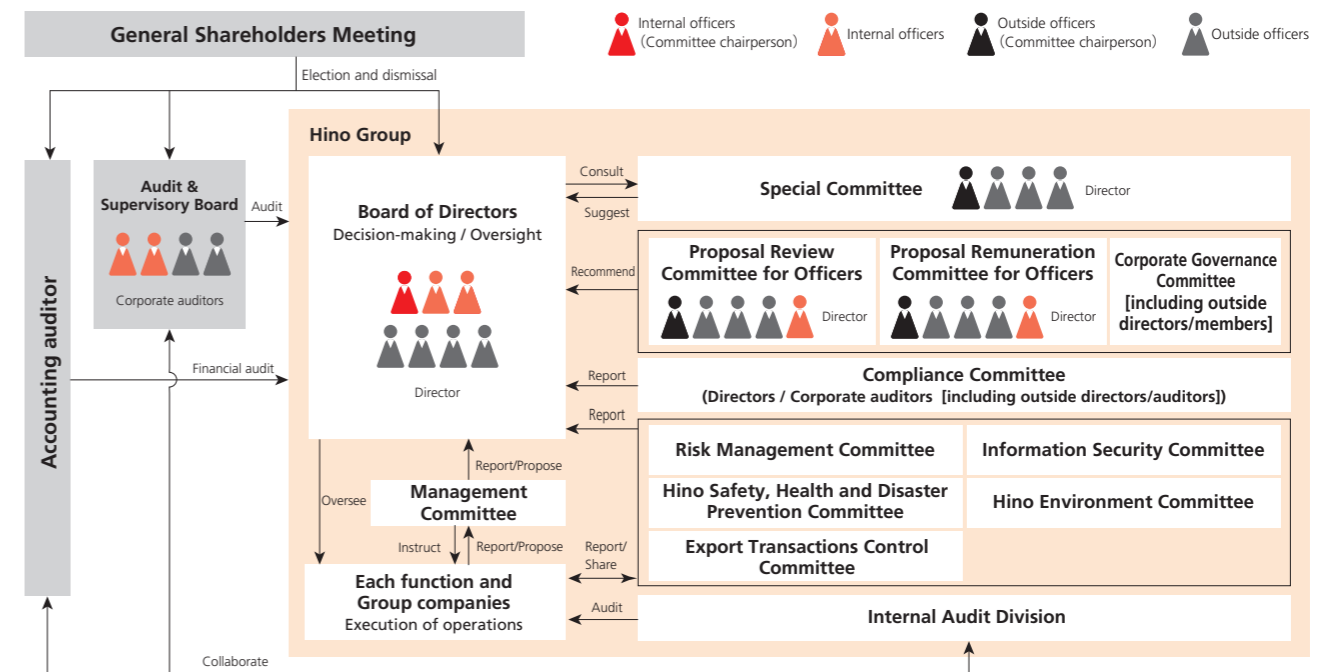 General Shareholders Meeting
Internal officers
（Committee chairperson）
Internal officers
Outside officers
（Committee chairperson）
Outside officers
Election and dismissal
Hino Group
Accounting auditor
Audit &
Supervisory Board
Corporate auditors
Audit
Financial audit
Board of Directors
Decision-making / Oversight
Director
Consult
Suggest
Special Committee
Director
Recommend
Proposal Review
Committee for Officers
Director
Proposal Remuneration
Committee for Officers
Director
Corporate Governance
Committee
[including outside
directors/members]
Report
Compliance Committee
(Directors / Corporate auditors [including outside directors/auditors])
Report
Risk Management Committee
Information Security Committee
Hino Safety, Health and Disaster
Prevention Committee
Hino Environment Committee
Export Transactions Control
Committee
Oversee
Report/Propose
Management
Committee
Instruct
Report/Propose
Report/
Share
Each function and
Group companies
Execution of operations
Audit
Internal Audit Division
Collaborate